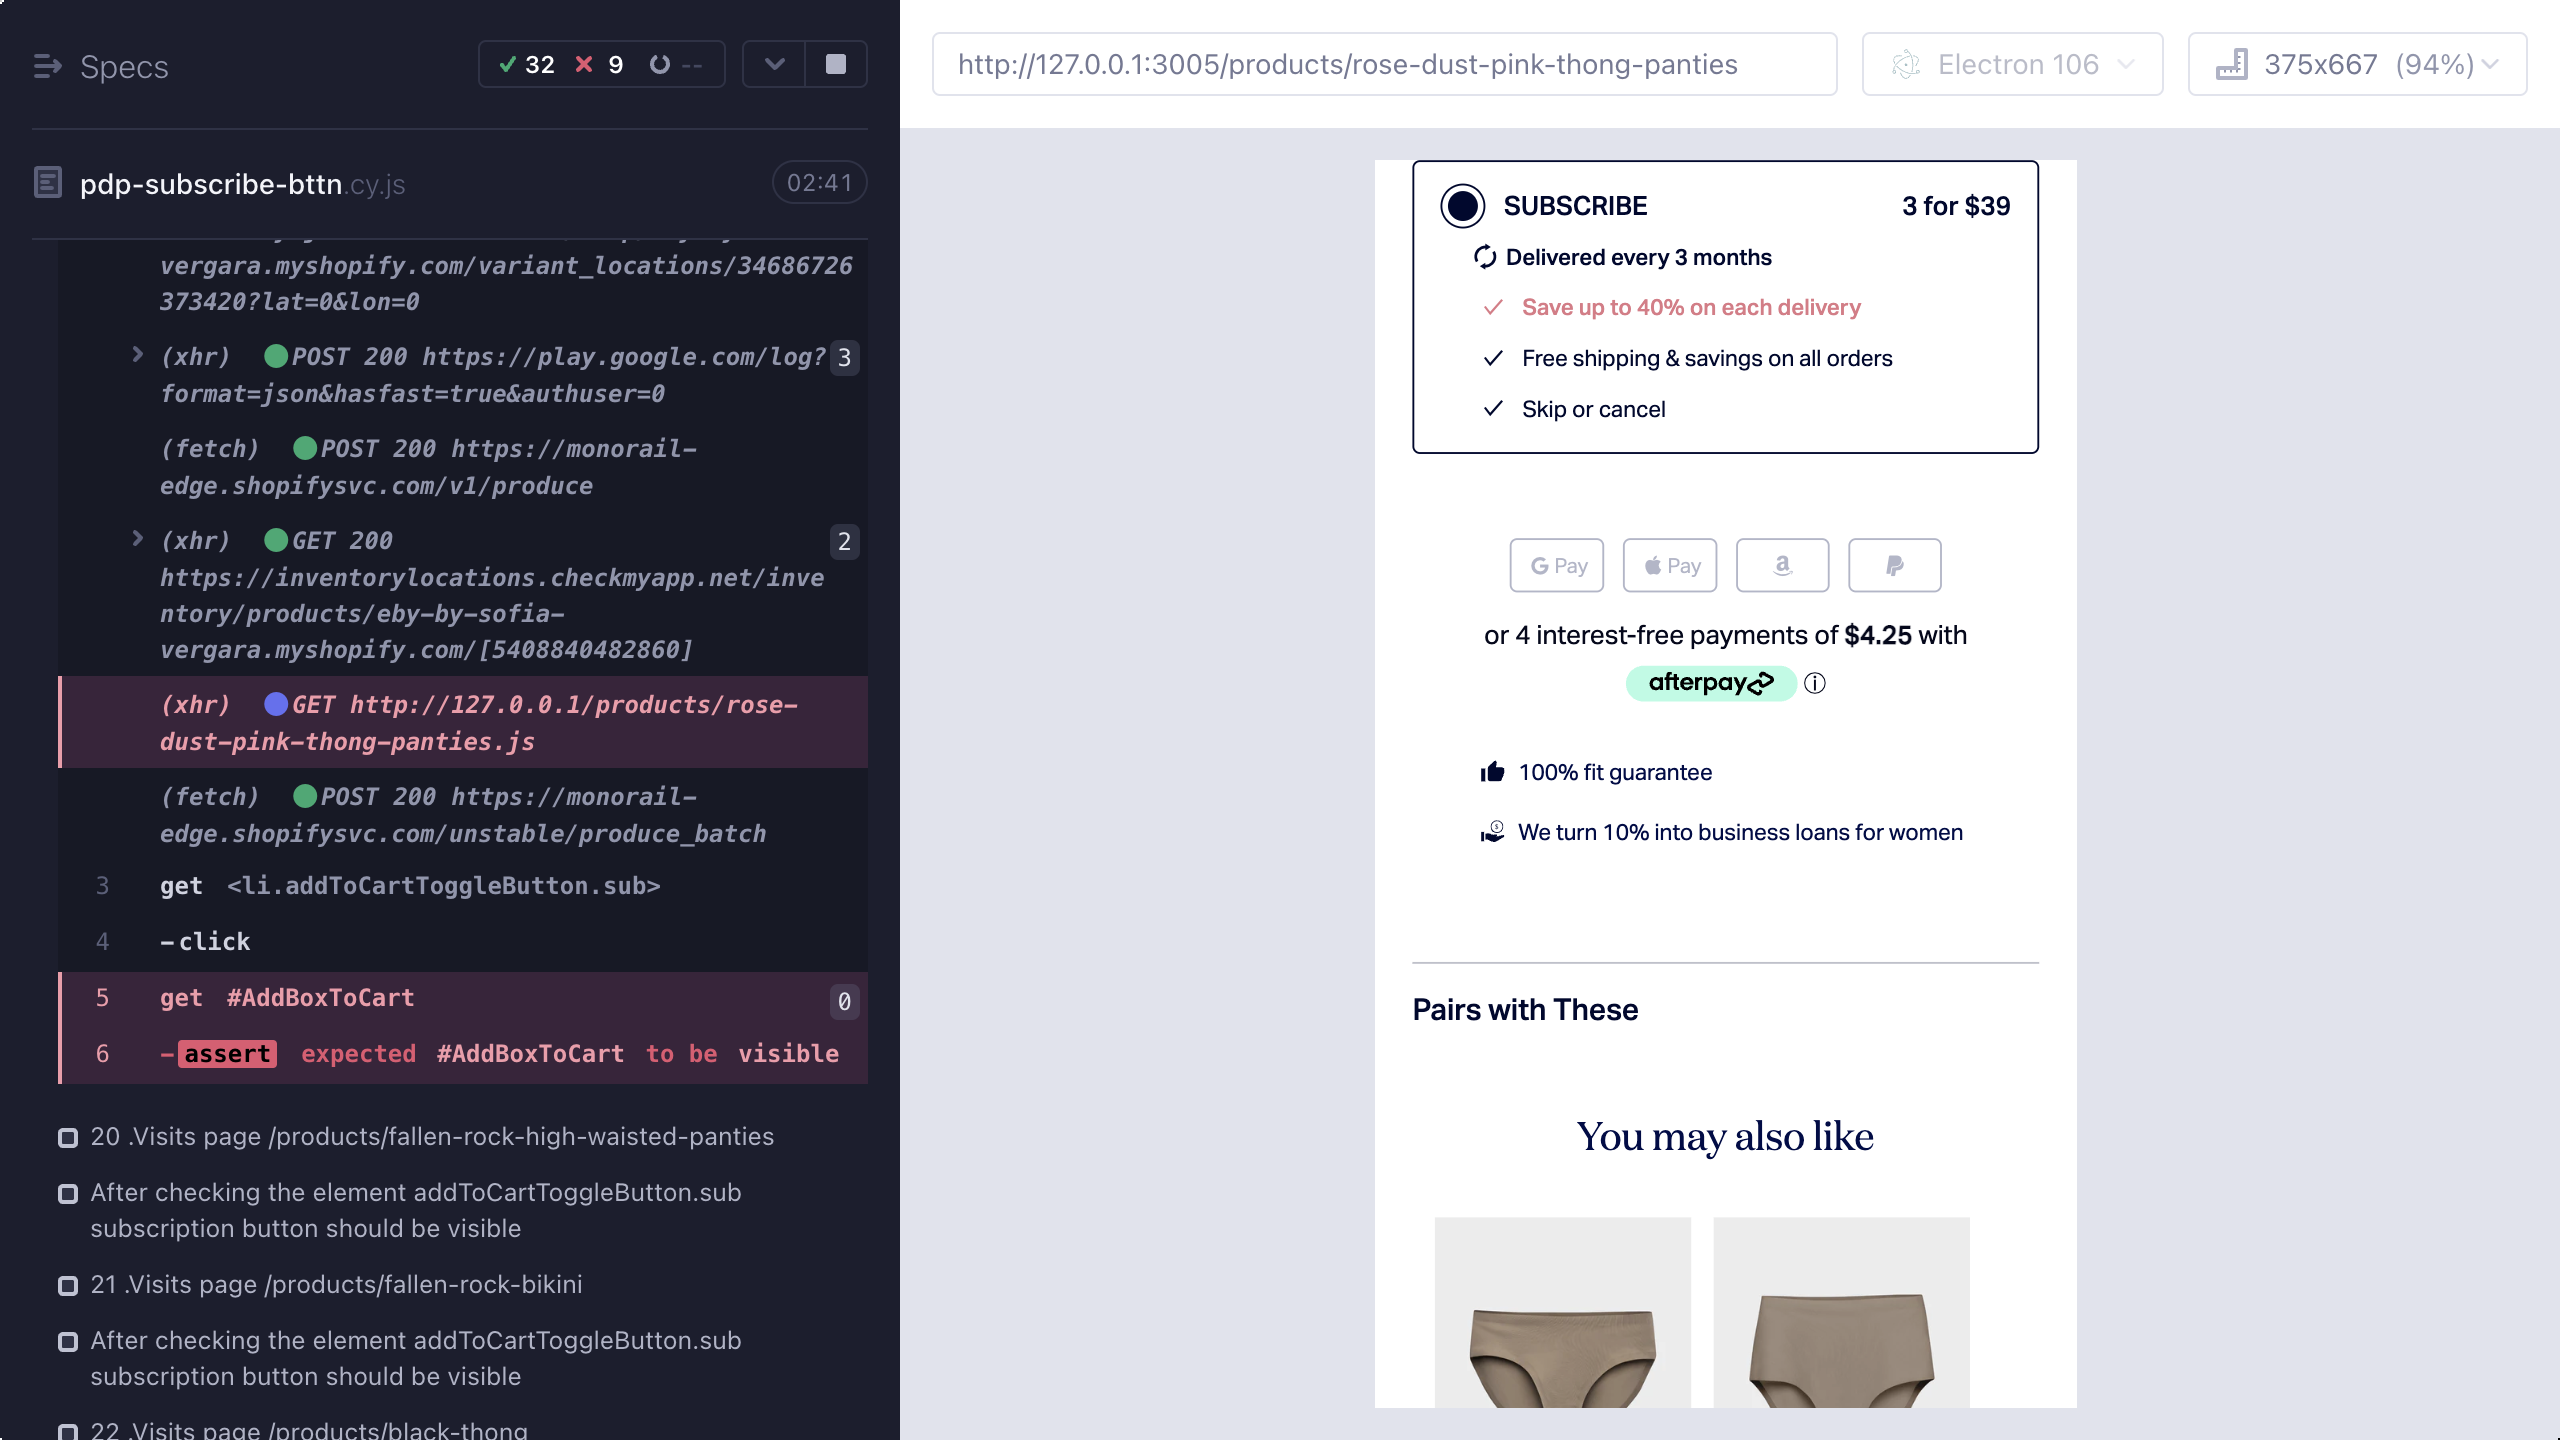 Specs
32 9 --
pdp-subscribe-bttn.cy.js
02:41
vergara.myshopify.com/variant_locations/34686726
373420?lat=0&lon=0
(xhr) POST 200 https://play.google.com/log? 3
format=json&hasfast=true&authuser=0
(fetch) POST 200 https://monorail-
edge.shopifysvc.com/v1/produce
(xhr) GET 200 2
https://inventorylocations.checkmyapp.net/inve
ntory/products/eby-by-sofia-
vergara.myshopify.com/[5408840482860]
(xhr) GET http://127.0.0.1/products/rose-
dust-pink-thong-panties.js
(fetch) POST 200 https://monorail-
edge.shopifysvc.com/unstable/produce_batch
3 get <li.addToCartToggleButton.sub>
4 -click
5 get #AddBoxToCart 0
6 -assert expected #AddBoxToCart to be visible
20 .Visits page /products/fallen-rock-high-waisted-panties
After checking the element addToCartToggleButton.sub
subscription button should be visible
21 .Visits page /products/fallen-rock-bikini
After checking the element addToCartToggleButton.sub
subscription button should be visible
22 .Visits page /products/black-thong
http://127.0.0.1:3005/products/rose-dust-pink-thong-panties
Electron 106
375x667 (94%)
SUBSCRIBE 3 for $39
Delivered every 3 months
Save up to 40% on each delivery
Free shipping & savings on all orders
Skip or cancel
G Pay Pay a P
or 4 interest-free payments of $4.25 with
afterpay
100% fit guarantee
We turn 10% into business loans for women
Pairs with These
You may also like